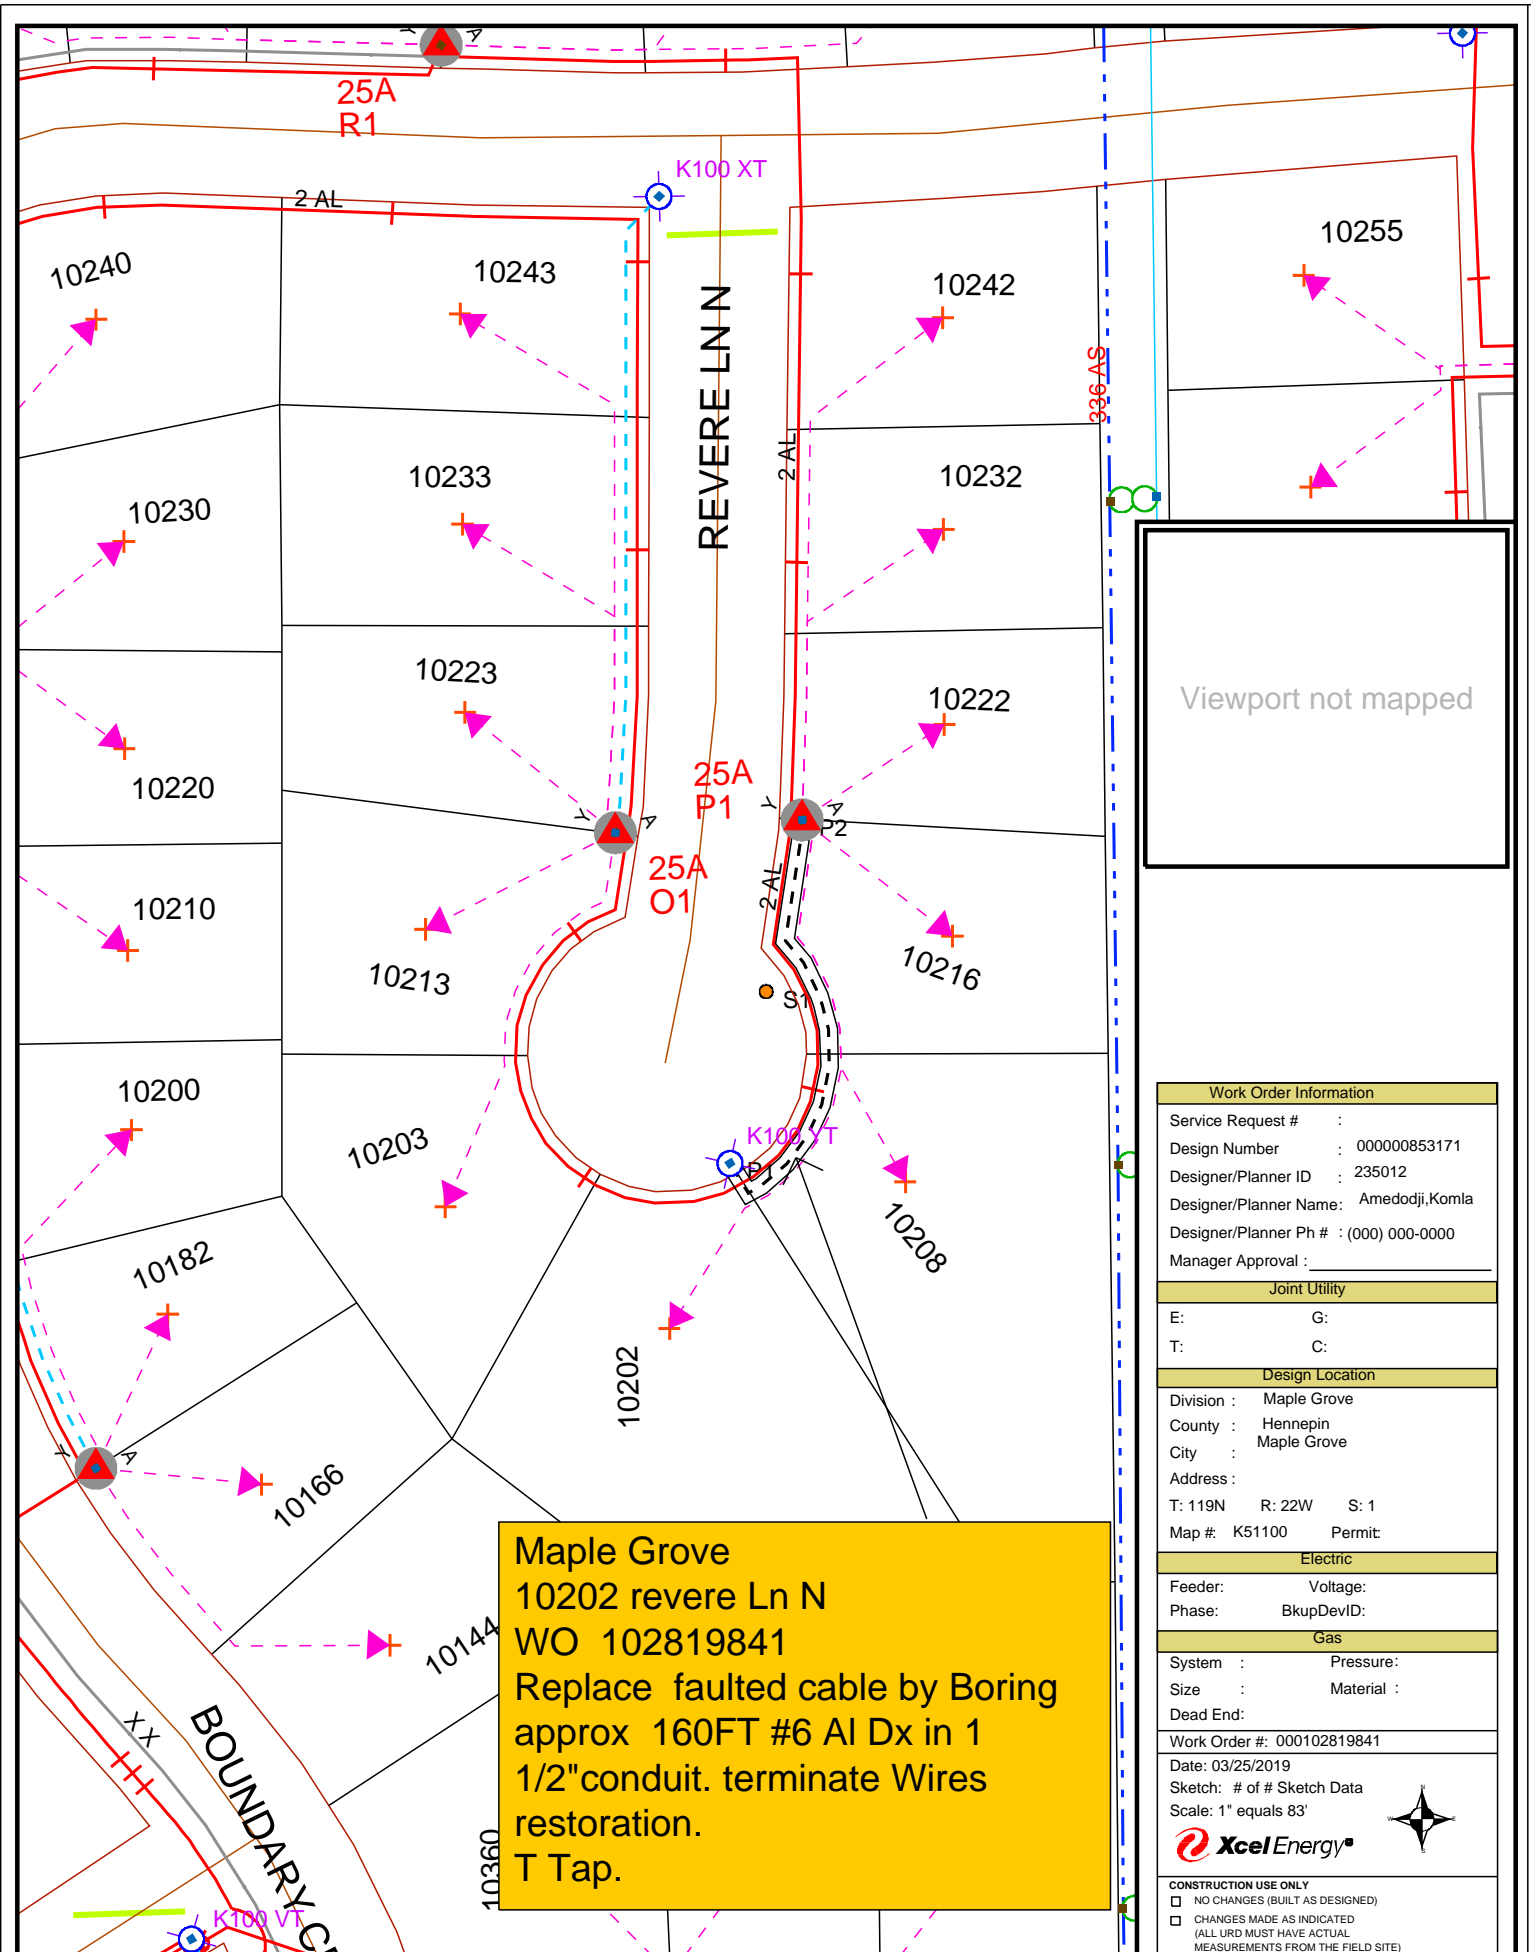 Y
A
25A
R1
K100 XT
2 AL
10240
10243
10242
10255
REVERE LN N
336 AS
2 AL
10233
10232
10230
10223
10222
Viewport not mapped
10220
25A
P1
Y
A
Y
A
P2
25A
O1
2 AL
10210
10213
10216
S1
10200
10203
K100 YT
P1
10208
10182
10202
Y
A
10166
10144
10360
X X
BOUNDARY C
K100 VT
Maple Grove
10202 revere Ln N
WO 102819841
Replace faulted cable by Boring
approx 160FT #6 Al Dx in 1
1/2"conduit. terminate Wires
restoration.
T Tap.
Work Order Information
Service Request # :
Design Number : 000000853171
Designer/Planner ID : 235012
Designer/Planner Name: Amedodji,Komla
Designer/Planner Ph # : (000) 000-0000
Manager Approval :
Joint Utility
E: G:
T: C:
Design Location
Division : Maple Grove
County : Hennepin
City : Maple Grove
Address :
T: 119N R: 22W S: 1
Map #: K51100 Permit:
Electric
Feeder: Voltage:
Phase: BkupDevID:
Gas
System : Pressure:
Size : Material :
Dead End:
Work Order #: 000102819841
Date: 03/25/2019
Sketch: # of # Sketch Data
Scale: 1" equals 83'
N
W E
S
Xcel Energy
CONSTRUCTION USE ONLY
NO CHANGES (BUILT AS DESIGNED)
CHANGES MADE AS INDICATED
(ALL URD MUST HAVE ACTUAL
MEASUREMENTS FROM THE FIELD SITE)